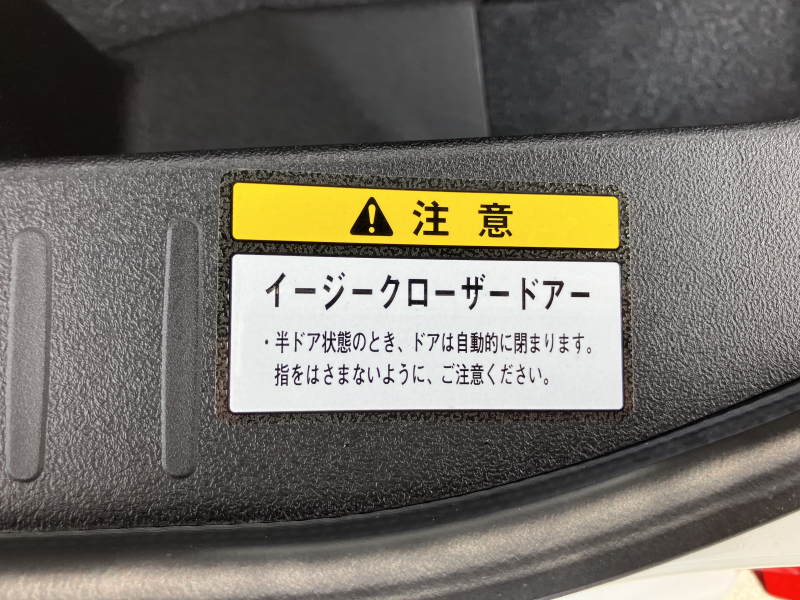 注意
イージークローザードアー
・半ドア状態のとき、ドアは自動的に閉まります。
指をはさまないように、ご注意ください。